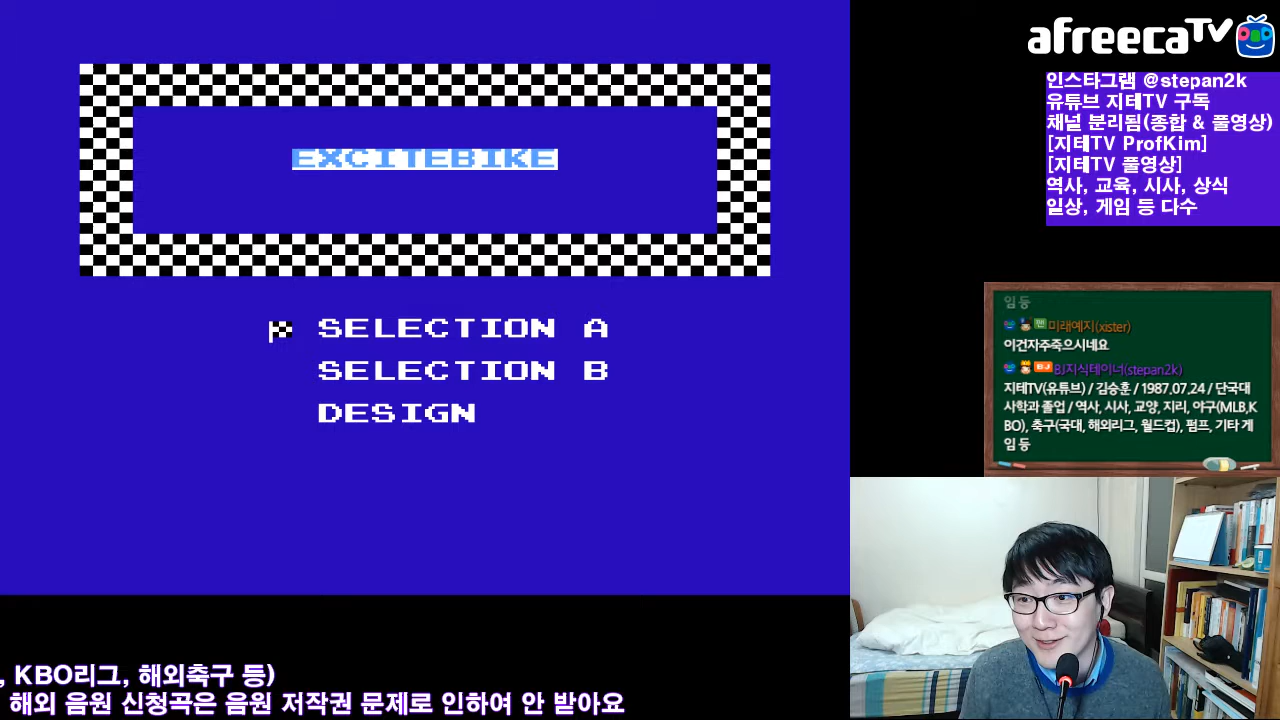 EXCITEBIKE
SELECTION A
SELECTION B
DESIGN
afreecaTV
인스타그램 @stepan2k
유튜브 지테TV 구독
채널 분리됨(종합 & 풀영상)
[지테TV ProfKim]
[지테TV 풀영상]
역사, 교육, 시사, 상식
일상, 게임 등 다수
임 등
미래예지(xister)
이건자주죽으시네요
BJ
BJ지식테이너(stepan2k)
지테TV(유튜브) / 김승훈 / 1987.07.24 / 단국대
사학과 졸업 / 역사, 시사, 교양, 지리, 야구(MLB,K
BO), 축구(국대, 해외리그, 월드컵), 펌프, 기타 게
임 등
, KBO리그, 해외축구 등)
해외 음원 신청곡은 음원 저작권 문제로 인하여 안 받아요